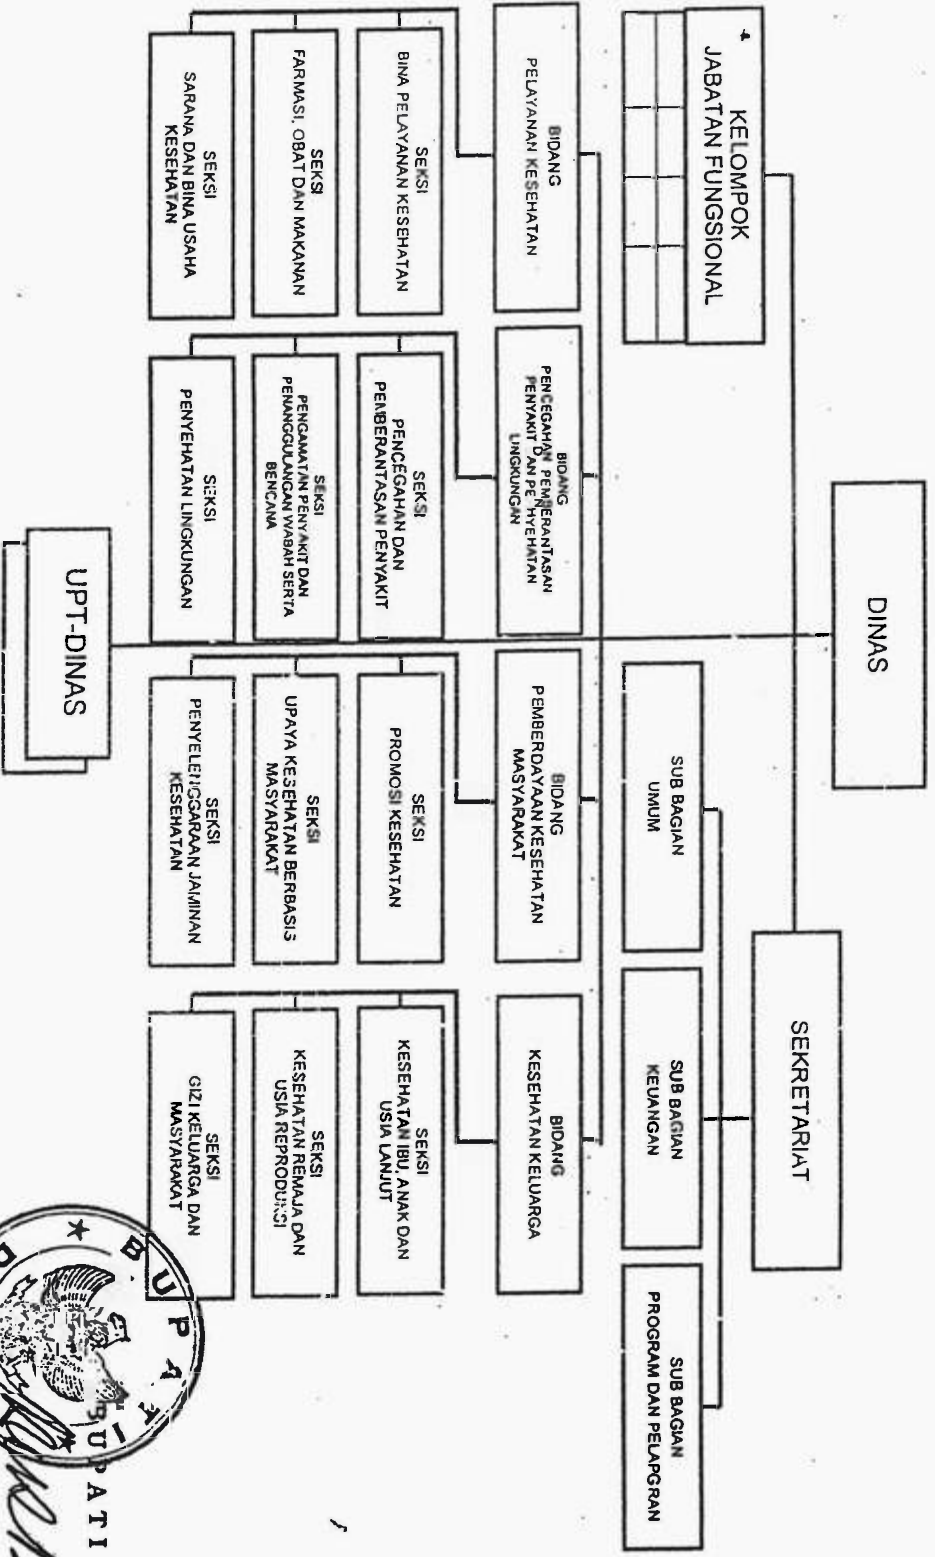 DINAS
SEKRETARIAT
KELOMPOK
JABATAN FUNGSIONAL
SUB BAGIAN
UMUM
SUB BAGIAN
KEUANGAN
SUB BAGIAN
PROGRAM DAN PELAPGRAN
BIDANG
PELAYANAN KESEHATAN
BIDANG
PENCEGAHAN PEMBERANTASAN
PENYAKIT DAN PENYEHATAN
LINGKUNGAN
BIDANG
PEMBERDAYAAN KESEHATAN
MASYARAKAT
BIDANG
KESEHATAN KELUARGA
SEKSI
BINA PELAYANAN KESEHATAN
SEKSI
PENCEGAHAN DAN
PEMBERANTASAN PENYAKIT
SEKSI
PROMOSI KESEHATAN
SEKSI
KESEHATAN IBU, ANAK DAN
USIA LANJUT
SEKSI
FARMASI, OBAT DAN MAKANAN
SEKSI
PENGAMATAN PENYAKIT DAN
PENANGGULANGAN WABAH SERTA
BENCANA
SEKSI
UPAYA KESEHATAN BERBASIS
MASYARAKAT
SEKSI
KESEHATAN REMAJA DAN
USIA REPRODUKSI
SEKSI
SARANA DAN BINA USAHA
KESEHATAN
SEKSI
PENYEHATAN LINGKUNGAN
SEKSI
PENYELENGGARAAN JAMINAN
KESEHATAN
SEKSI
GIZI KELUARGA DAN
MASYARAKAT
UPT-DINAS
BUPATI
BUPATI